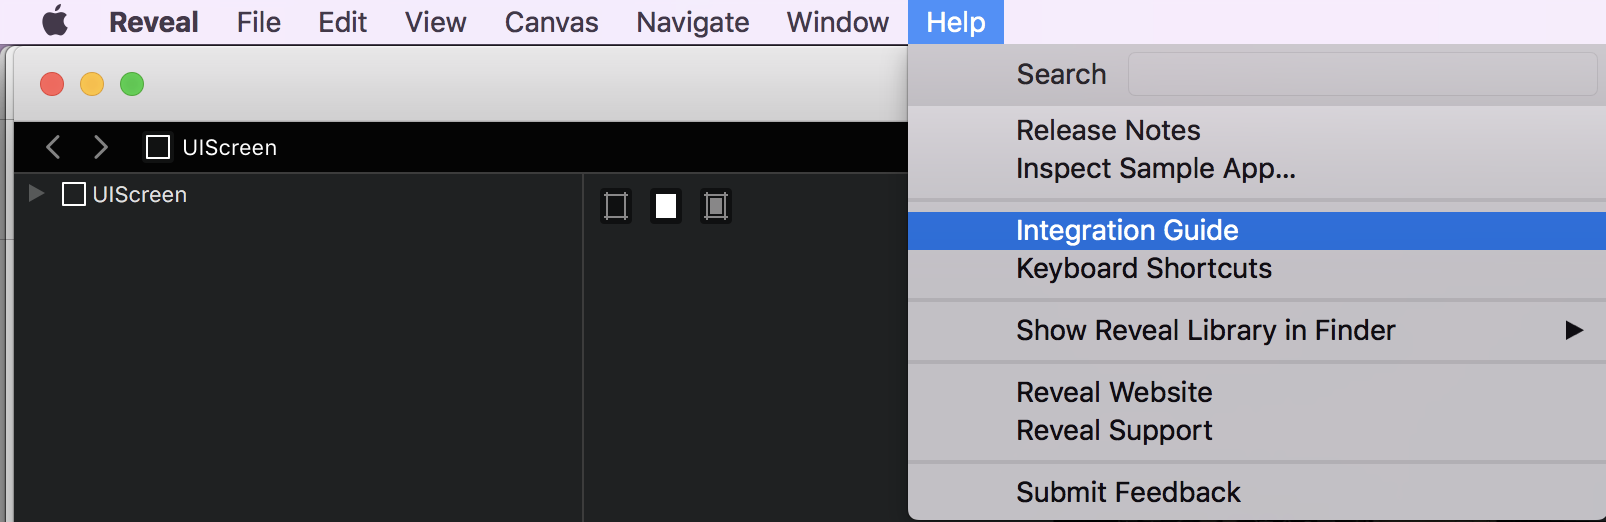 Reveal File Edit View Canvas Navigate Window Help
Search
UIScreen
UIScreen
Release Notes
Inspect Sample App...
Integration Guide
Keyboard Shortcuts
Show Reveal Library in Finder
Reveal Website
Reveal Support
Submit Feedback